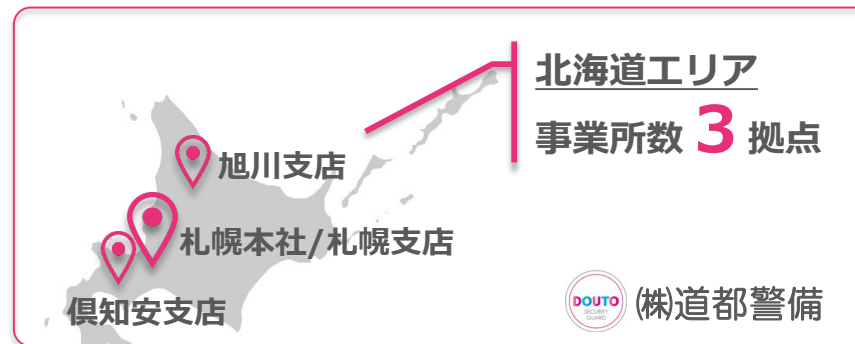 北海道エリア
事業所数 3 拠点
旭川支店
札幌本社/札幌支店
倶知安支店
DOUTO
SECURITY
GUARD
㈱道都警備